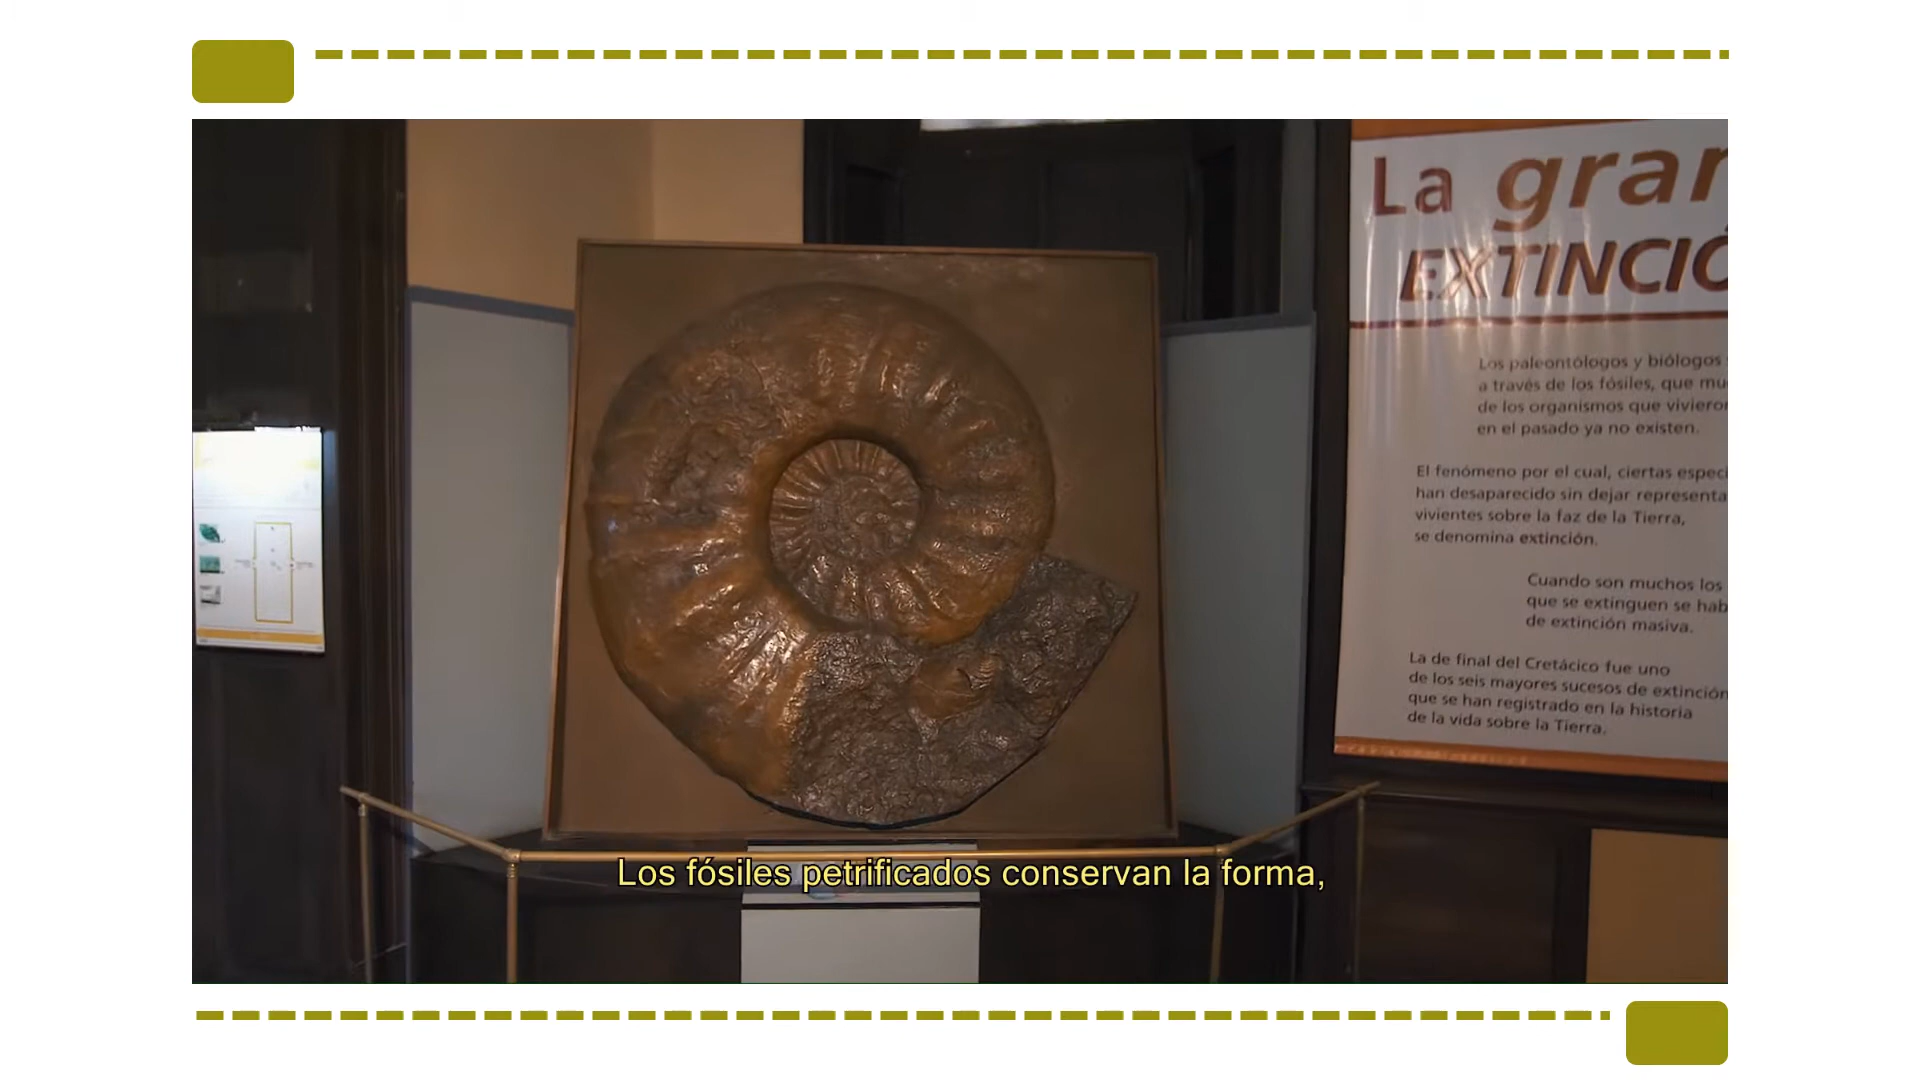 La gran
EXTINCIÓ
Los paleontólogos y biólogos
a través de los fósiles, que mu
de los organismos que vivieron
en el pasado ya no existen.
El fenómeno por el cual, ciertas especi
han desaparecido sin dejar representa
vivientes sobre la faz de la Tierra,
se denomina extinción.
Cuando son muchos los
que se extinguen se hab
de extinción masiva.
La de final del Cretácico fue uno
de los seis mayores sucesos de extinción
que se han registrado en la historia
de la vida sobre la Tierra.
Los fósiles petrificados conservan la forma,